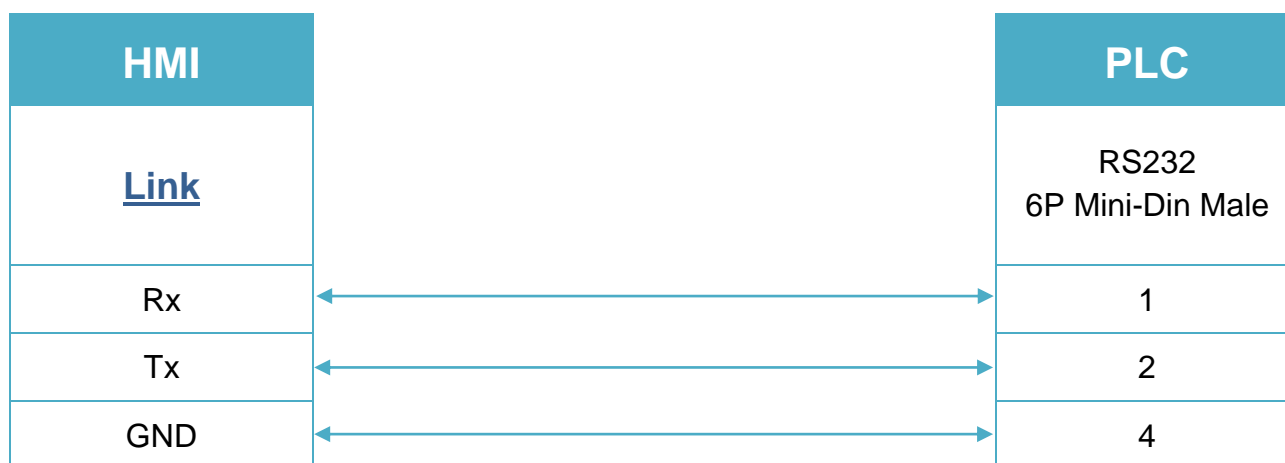 HMI
PLC
Link
RS232
6P Mini-Din Male
Rx
1
Tx
2
GND
4